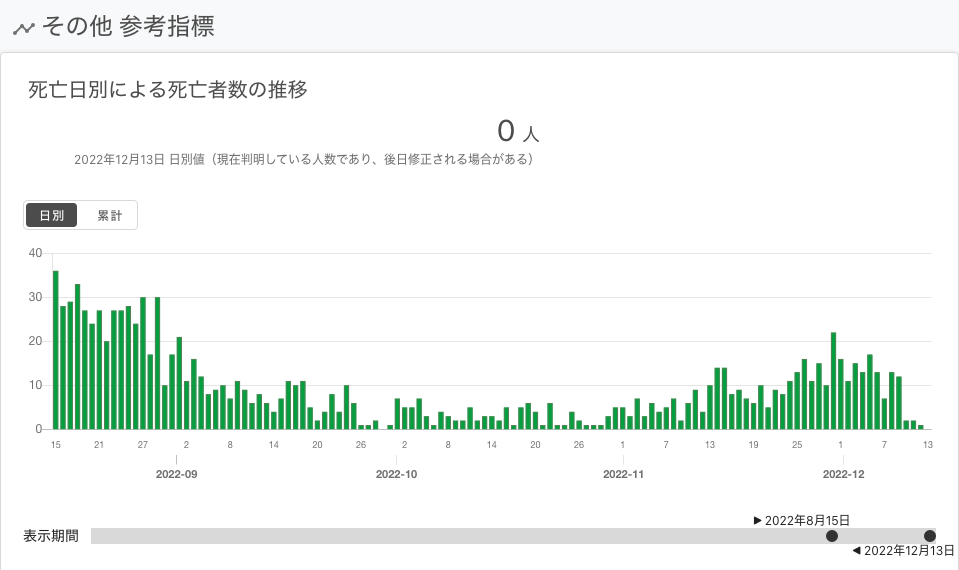 その他 参考指標
死亡日別による死亡者数の推移
0 人
2022年12月13日 日別値（現在判明している人数であり、後日修正される場合がある）
日別 累計
40
30
20
10
0
15 21 27 2 8 14 20 26 2 8 14 20 26 1 7 13 19 25 1 7 13
2022-09 2022-10 2022-11 2022-12
▶ 2022年8月15日
表示期間
◀ 2022年12月13日